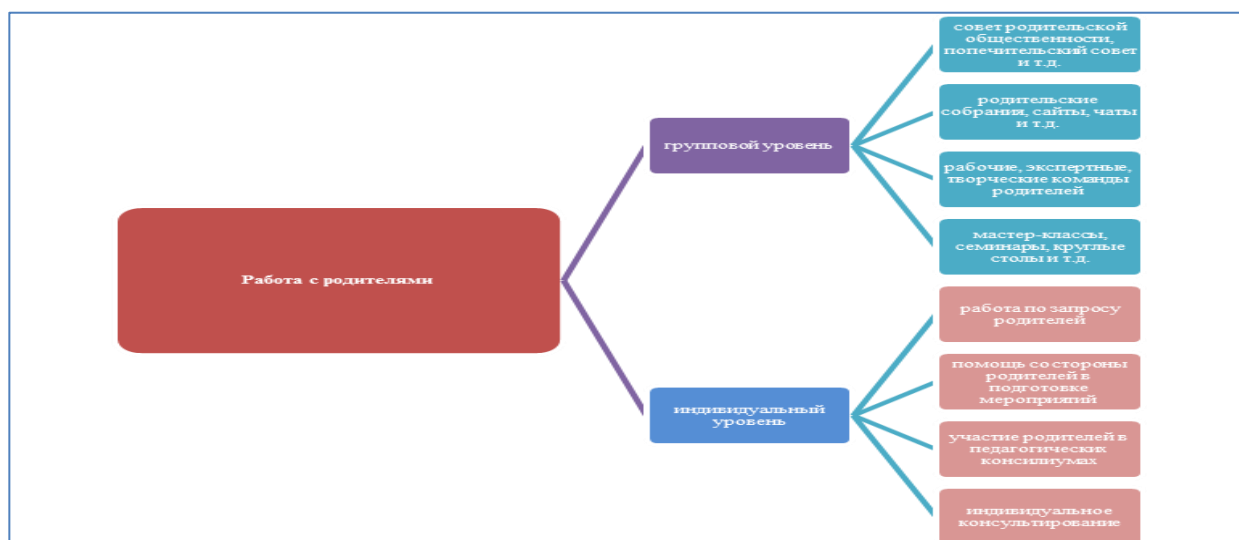 совет родительской
общественности,
попечительский совет
и т.д.
родительские
собрания, сайты, чаты
и т.д.
групповой уровень
рабочие, экспертные,
творческие команды
родителей
мастер-классы,
семинары, круглые
столы и т.д.
Работа с родителями
работа по запросу
родителей
помощь со стороны
родителей в
подготовке
мероприятий
индивидуальный
уровень
участие родителей в
педагогических
консилиумах
индивидуальное
консультирование